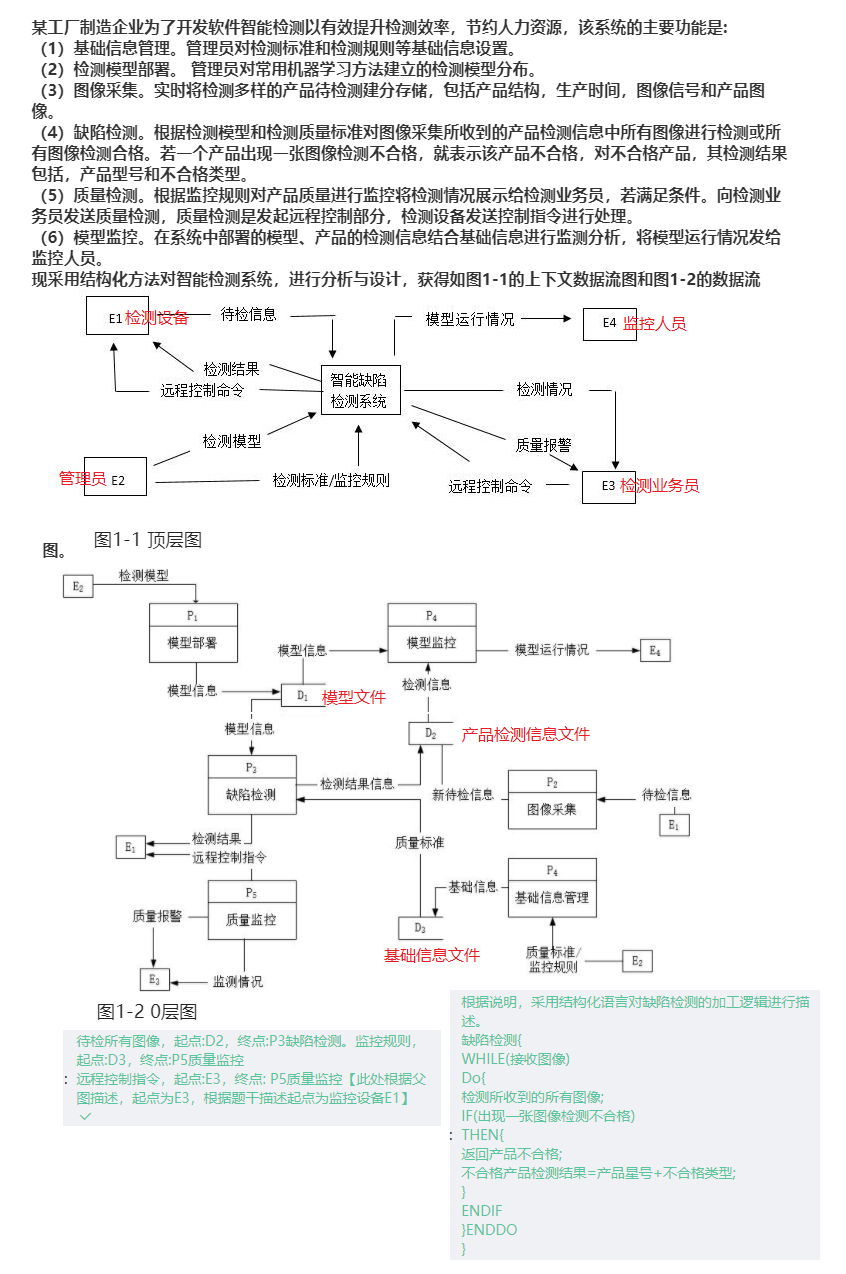 某工厂制造企业为了开发软件智能检测以有效提升检测效率，节约人力资源，该系统的主要功能是:
（1）基础信息管理。管理员对检测标准和检测规则等基础信息设置。
（2）检测模型部署。 管理员对常用机器学习方法建立的检测模型分布。
（3）图像采集。实时将检测多样的产品待检测建分存储，包括产品结构，生产时间，图像信号和产品图
像。
（4）缺陷检测。根据检测模型和检测质量标准对图像采集所收到的产品检测信息中所有图像进行检测或所
有图像检测合格。若一个产品出现一张图像检测不合格，就表示该产品不合格，对不合格产品，其检测结果
包括，产品型号和不合格类型。
（5）质量检测。根据监控规则对产品质量进行监控将检测情况展示给检测业务员，若满足条件。向检测业
务员发送质量检测，质量检测是发起远程控制部分，检测设备发送控制指令进行处理。
（6）模型监控。在系统中部署的模型、产品的检测信息结合基础信息进行监测分析，将模型运行情况发给
监控人员。
现采用结构化方法对智能检测系统，进行分析与设计，获得如图1-1的上下文数据流图和图1-2的数据流
E1 检测设备
待检信息
模型运行情况
E4 监控人员
检测结果
远程控制命令
智能缺陷
检测系统
检测情况
检测模型
质量报警
管理员 E2
检测标准/监控规则
远程控制命令
E3 检测业务员
图1-1 顶层图
图。
E2
检测模型
P1
模型部署
P4
模型监控
模型信息
模型运行情况
E4
模型信息
检测信息
D1 模型文件
模型信息
D2 产品检测信息文件
P3
缺陷检测
检测结果信息
新待检信息
P2
图像采集
待检信息
E1
E1
检测结果
远程控制指令
质量标准
P5
质量监控
基础信息
P4
基础信息管理
质量报警
D3
基础信息文件
质量标准/
监控规则
E2
E3
监测情况
图1-2 0层图
待检所有图像，起点:D2，终点:P3缺陷检测。监控规则，
起点:D3，终点:P5质量监控
: 远程控制指令，起点:E3，终点: P5质量监控【此处根据父
图描述，起点为E3，根据题干描述起点为监控设备E1】
✓
根据说明，采用结构化语言对缺陷检测的加工逻辑进行描
述。
缺陷检测{
WHILE(接收图像)
Do{
检测所收到的所有图像;
IF(出现一张图像检测不合格)
: THEN{
返回产品不合格;
不合格产品检测结果=产品星号+不合格类型;
}
ENDIF
}ENDDO
}